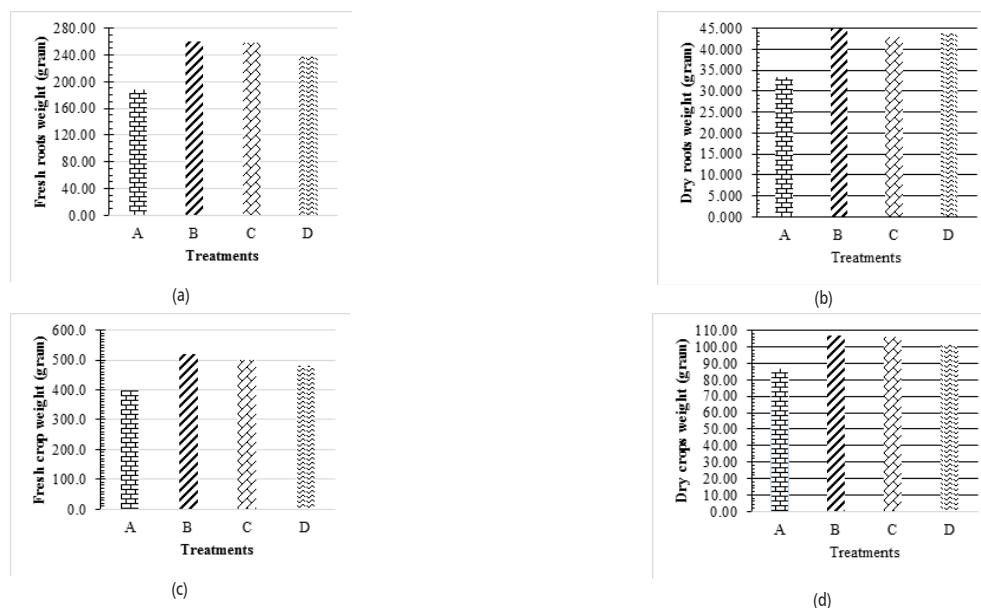 280.00
240.00
200.00
160.00
120.00
80.00
40.00
0.00
Fresh roots weight (gram)
A B C D
Treatments
(a)
45.000
40.000
35.000
30.000
25.000
20.000
15.000
10.000
5.000
0.000
Dry roots weight (gram)
A B C D
Treatments
(b)
600.0
500.0
400.0
300.0
200.0
100.0
0.0
Fresh crop weight (gram)
A B C D
Treatments
(c)
110.00
100.00
90.00
80.00
70.00
60.00
50.00
40.00
30.00
20.00
10.00
0.00
Dry crops weight (gram)
A B C D
Treatments
(d)